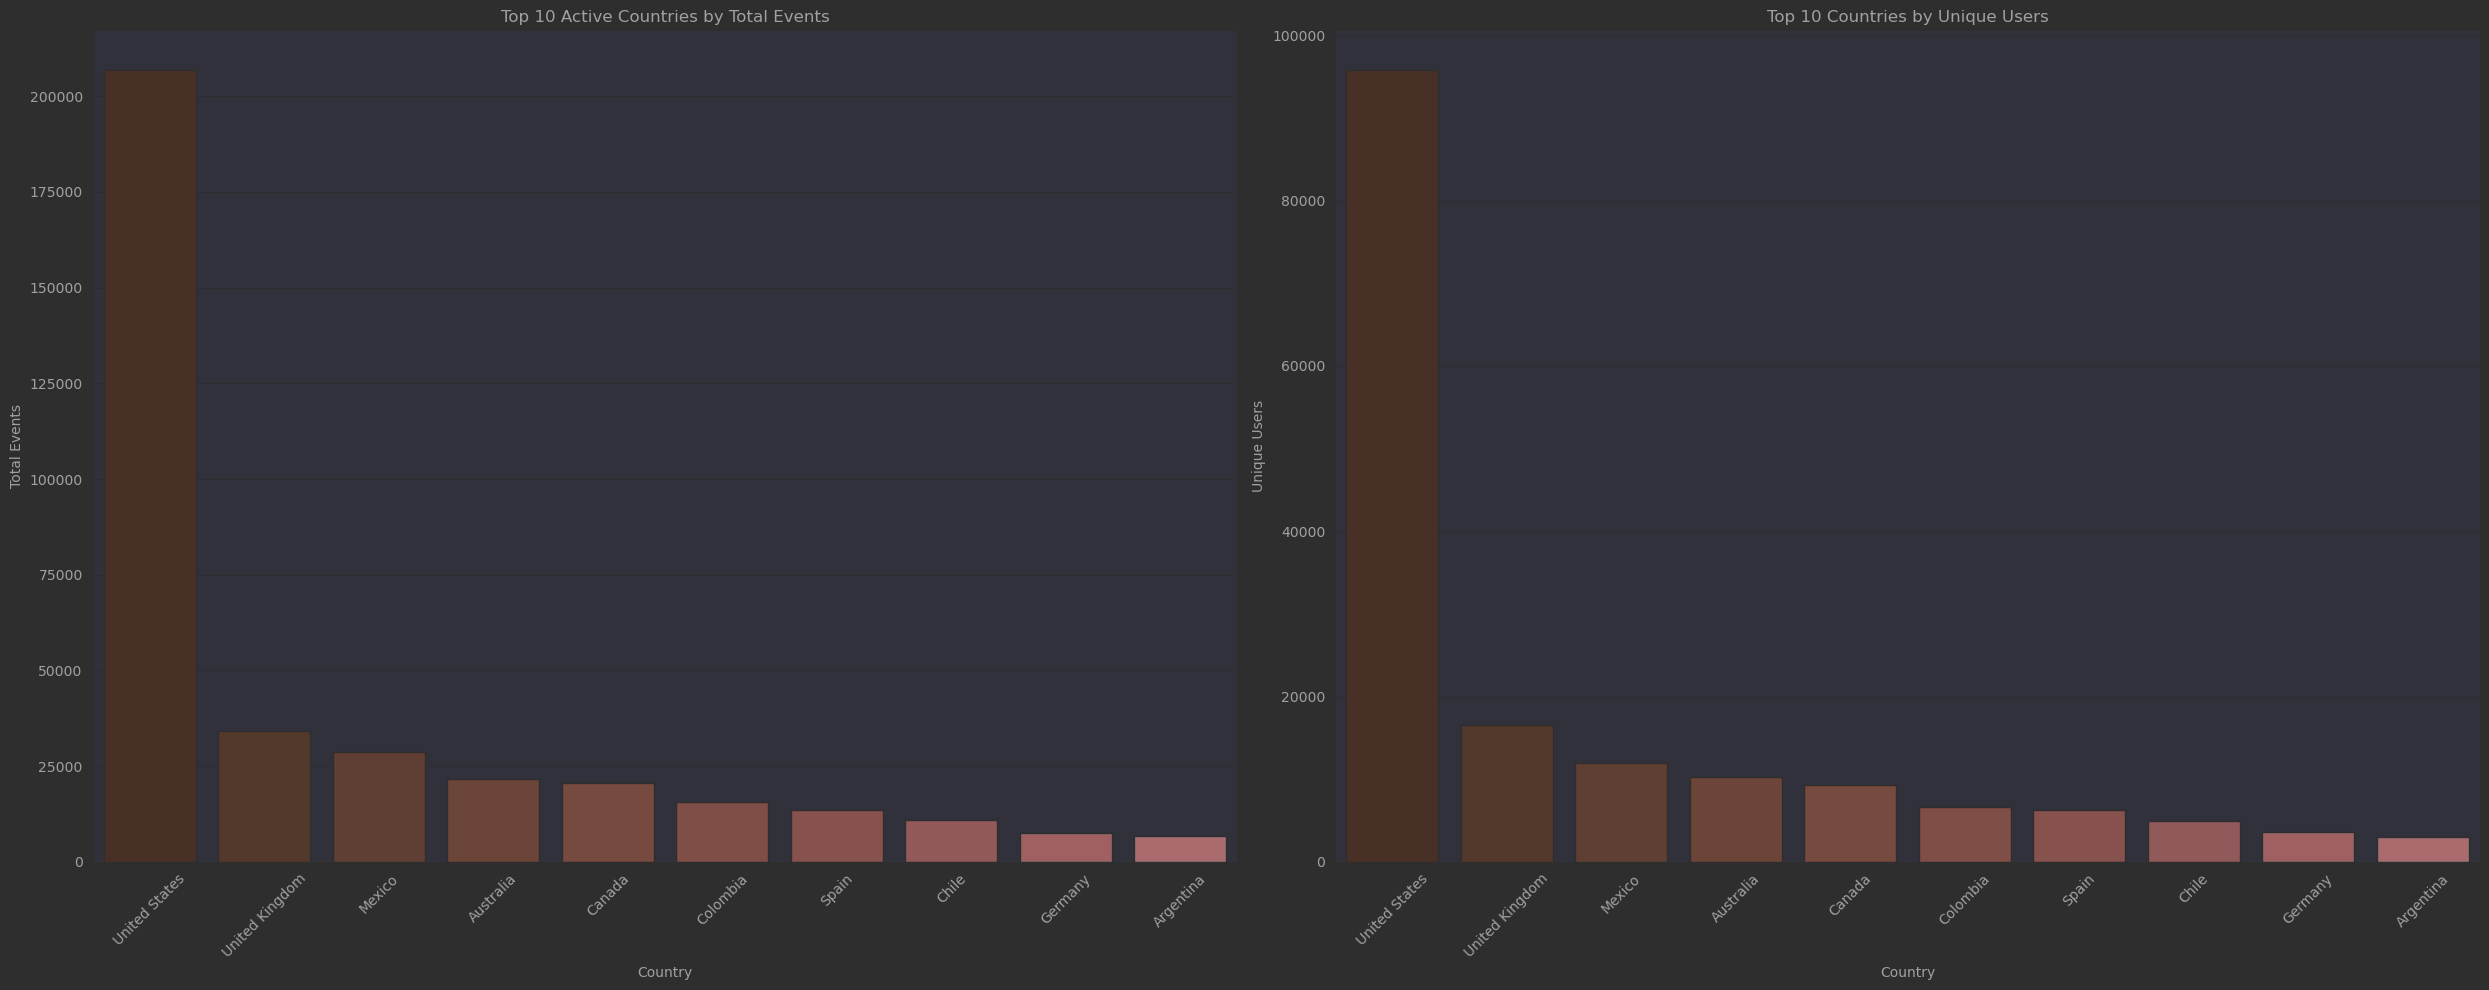 Top 10 Active Countries by Total Events
200000
175000
150000
125000
100000
75000
50000
25000
0
Total Events
United States
United Kingdom
Mexico
Australia
Canada
Colombia
Spain
Chile
Germany
Argentina
Country
Top 10 Countries by Unique Users
100000
80000
60000
40000
20000
0
Unique Users
United States
United Kingdom
Mexico
Australia
Canada
Colombia
Spain
Chile
Germany
Argentina
Country